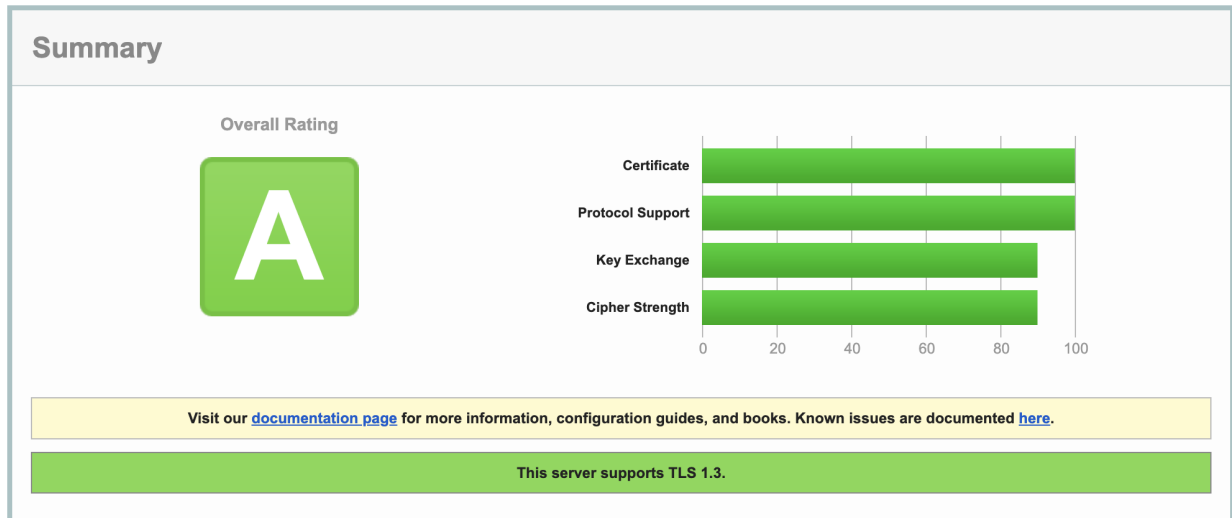 Summary
Overall Rating
A
Certificate
Protocol Support
Key Exchange
Cipher Strength
0 20 40 60 80 100
Visit our documentation page for more information, configuration guides, and books. Known issues are documented here.
This server supports TLS 1.3.